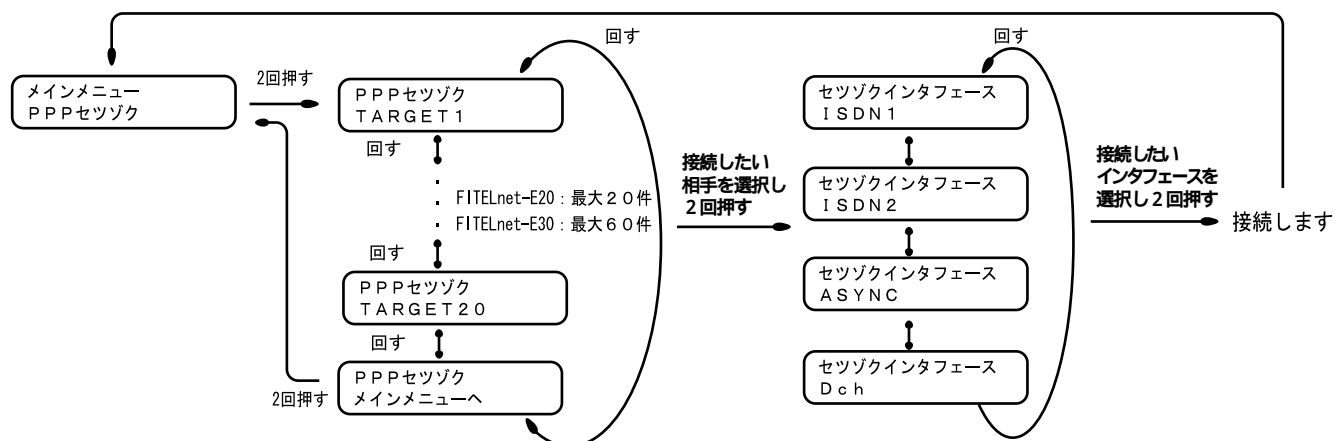 回す
回す
メインメニュー
ＰＰＰセツゾク
2回押す
ＰＰＰセツゾク
ＴＡＲＧＥＴ１
回す
・
・ FITELnet-E20：最大２０件
・ FITELnet-E30：最大６０件
回す
ＰＰＰセツゾク
ＴＡＲＧＥＴ２０
回す
ＰＰＰセツゾク
メインメニューへ
2回押す
接続したい
相手を選択し
２回押す
セツゾクインタフェース
ＩＳＤＮ１
セツゾクインタフェース
ＩＳＤＮ２
セツゾクインタフェース
ＡＳＹＮＣ
セツゾクインタフェース
Ｄｃｈ
接続したい
インタフェースを
選択し２回押す
接続します